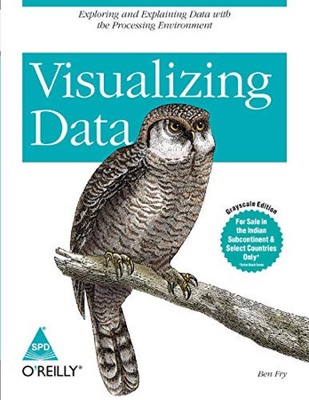 Exploring and Explaining Data with
the Processing Environment
Visualizing
Data
Grayscale Edition
For Sale in
the Indian
Subcontinent &
Select Countries
Only*
SPD
O'REILLY®
Ben Fry